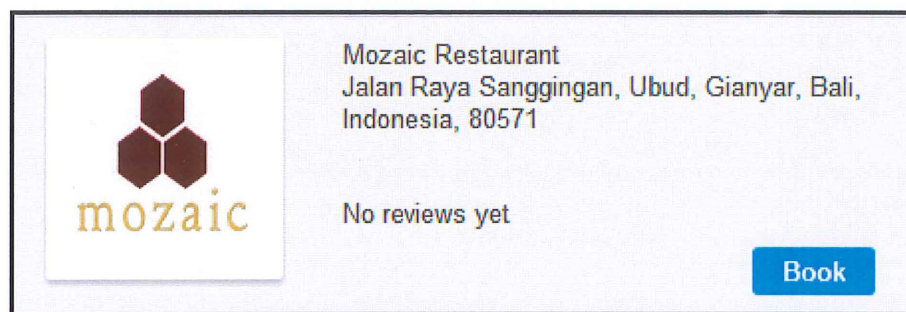 mozaic
Mozaic Restaurant
Jalan Raya Sanggingan, Ubud, Gianyar, Bali,
Indonesia, 80571
No reviews yet
Book